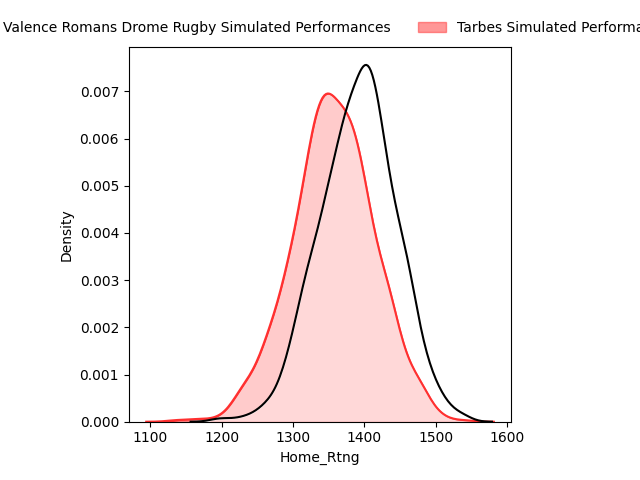 Valence Romans Drome Rugby Simulated Performances
Tarbes Simulated Performa
0.007
0.006
0.005
0.004
0.003
0.002
0.001
0.000
Density
1100 1200 1300 1400 1500 1600
Home_Rtng